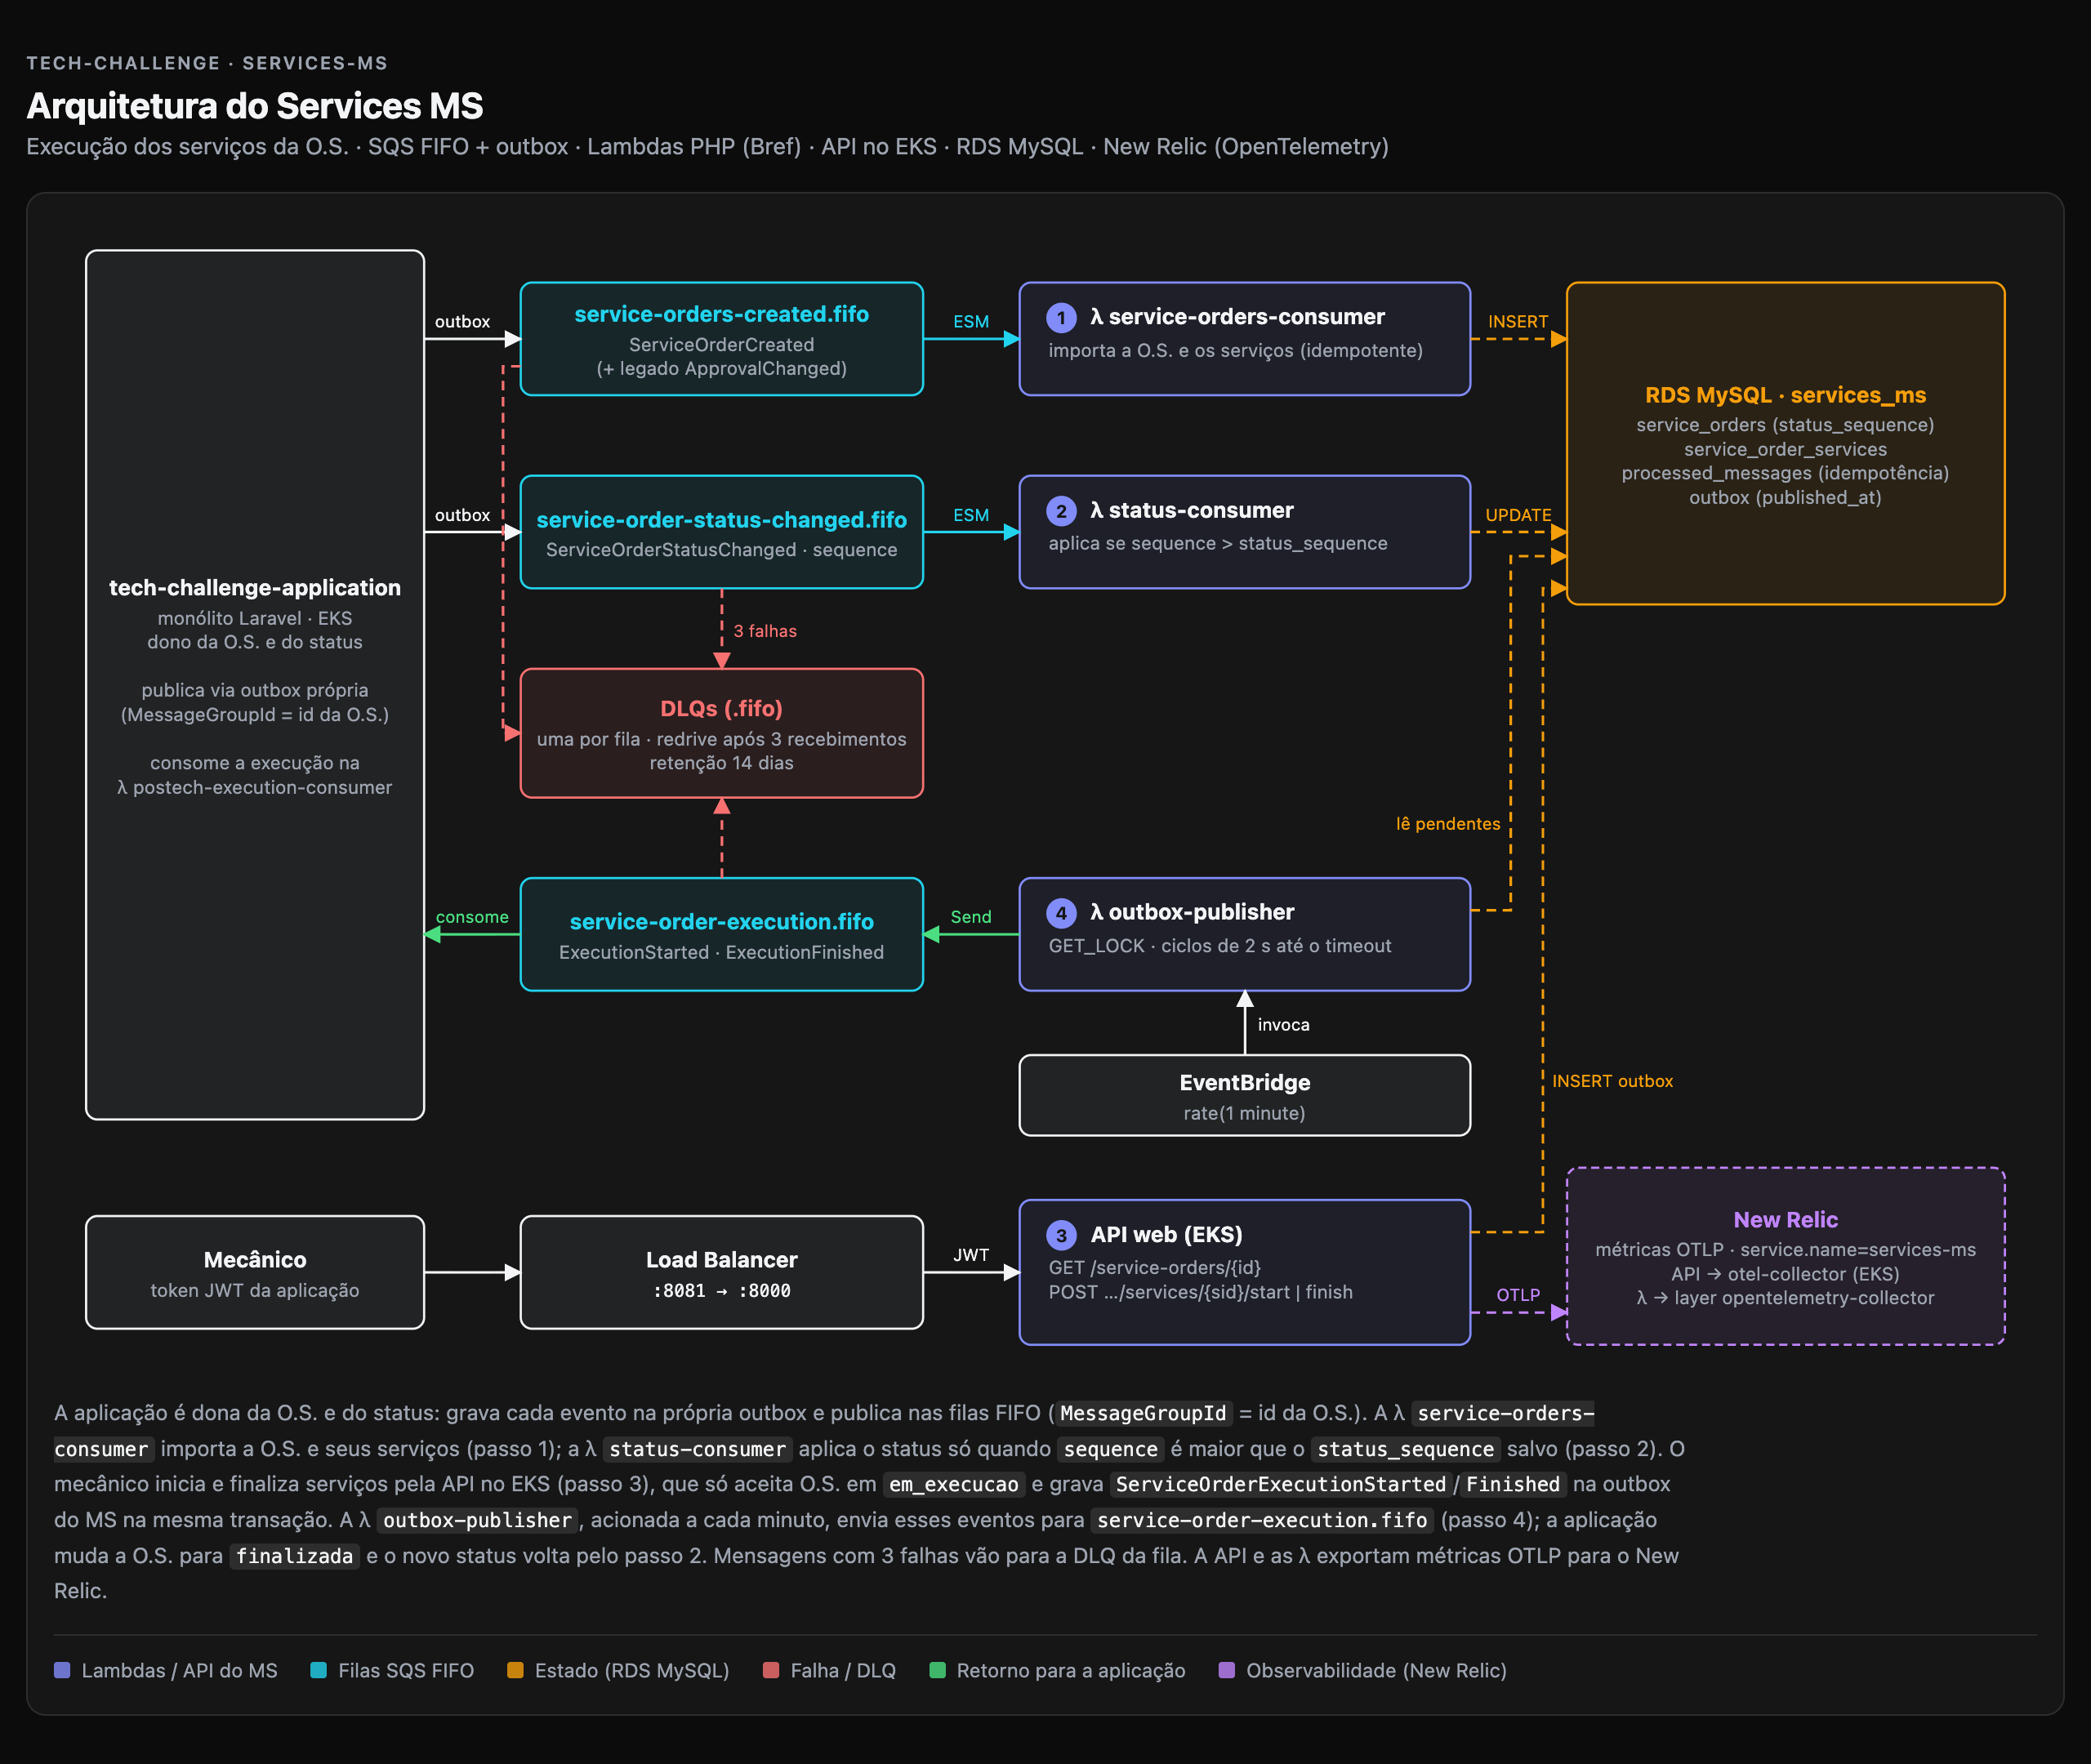 TECH-CHALLENGE · SERVICES-MS
Arquitetura do Services MS
Execução dos serviços da O.S. · SQS FIFO + outbox · Lambdas PHP (Bref) · API no EKS · RDS MySQL · New Relic (OpenTelemetry)
tech-challenge-application
monólito Laravel · EKS
dono da O.S. e do status
publica via outbox própria
(MessageGroupId = id da O.S.)
consome a execução na
λ postech-execution-consumer
outbox
service-orders-created.fifo
ServiceOrderCreated
(+ legado ApprovalChanged)
ESM
1 λ service-orders-consumer
importa a O.S. e os serviços (idempotente)
INSERT
RDS MySQL · services_ms
service_orders (status_sequence)
service_order_services
processed_messages (idempotência)
outbox (published_at)
outbox
service-order-status-changed.fifo
ServiceOrderStatusChanged · sequence
ESM
2 λ status-consumer
aplica se sequence > status_sequence
UPDATE
3 falhas
DLQs (.fifo)
uma por fila · redrive após 3 recebimentos
retenção 14 dias
lê pendentes
consome
service-order-execution.fifo
ExecutionStarted · ExecutionFinished
Send
4 λ outbox-publisher
GET_LOCK · ciclos de 2 s até o timeout
invoca
EventBridge
rate(1 minute)
INSERT outbox
Mecânico
token JWT da aplicação
Load Balancer
:8081 → :8000
JWT
3 API web (EKS)
GET /service-orders/{id}
POST .../services/{sid}/start | finish
OTLP
New Relic
métricas OTLP · service.name=services-ms
API → otel-collector (EKS)
λ → layer opentelemetry-collector
A aplicação é dona da O.S. e do status: grava cada evento na própria outbox e publica nas filas FIFO (MessageGroupId = id da O.S.). A λ service-orders-
consumer importa a O.S. e seus serviços (passo 1); a λ status-consumer aplica o status só quando sequence é maior que o status_sequence salvo (passo 2). O
mecânico inicia e finaliza serviços pela API no EKS (passo 3), que só aceita O.S. em em_execucao e grava ServiceOrderExecutionStarted/Finished na outbox
do MS na mesma transação. A λ outbox-publisher, acionada a cada minuto, envia esses eventos para service-order-execution.fifo (passo 4); a aplicação
muda a O.S. para finalizada e o novo status volta pelo passo 2. Mensagens com 3 falhas vão para a DLQ da fila. A API e as λ exportam métricas OTLP para o New
Relic.
Lambdas / API do MS
Filas SQS FIFO
Estado (RDS MySQL)
Falha / DLQ
Retorno para a aplicação
Observabilidade (New Relic)